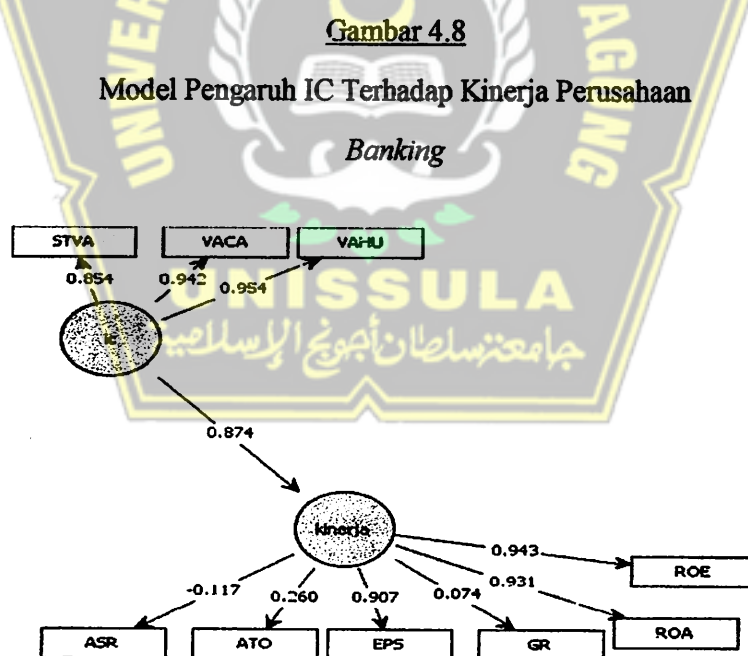 Gambar 4.8
Model Pengaruh IC Terhadap Kinerja Perusahaan
Banking
UNISSULA
جامعتنسلطان أجونج الإسلامية
AGUNG
STVA VACA VAHU
0.854 0.942 0.954
ic
0.874
kinerja
-0.117 0.260 0.907 0.074 0.931 0.943
ROE
ROA
ASR ATO EPS GR